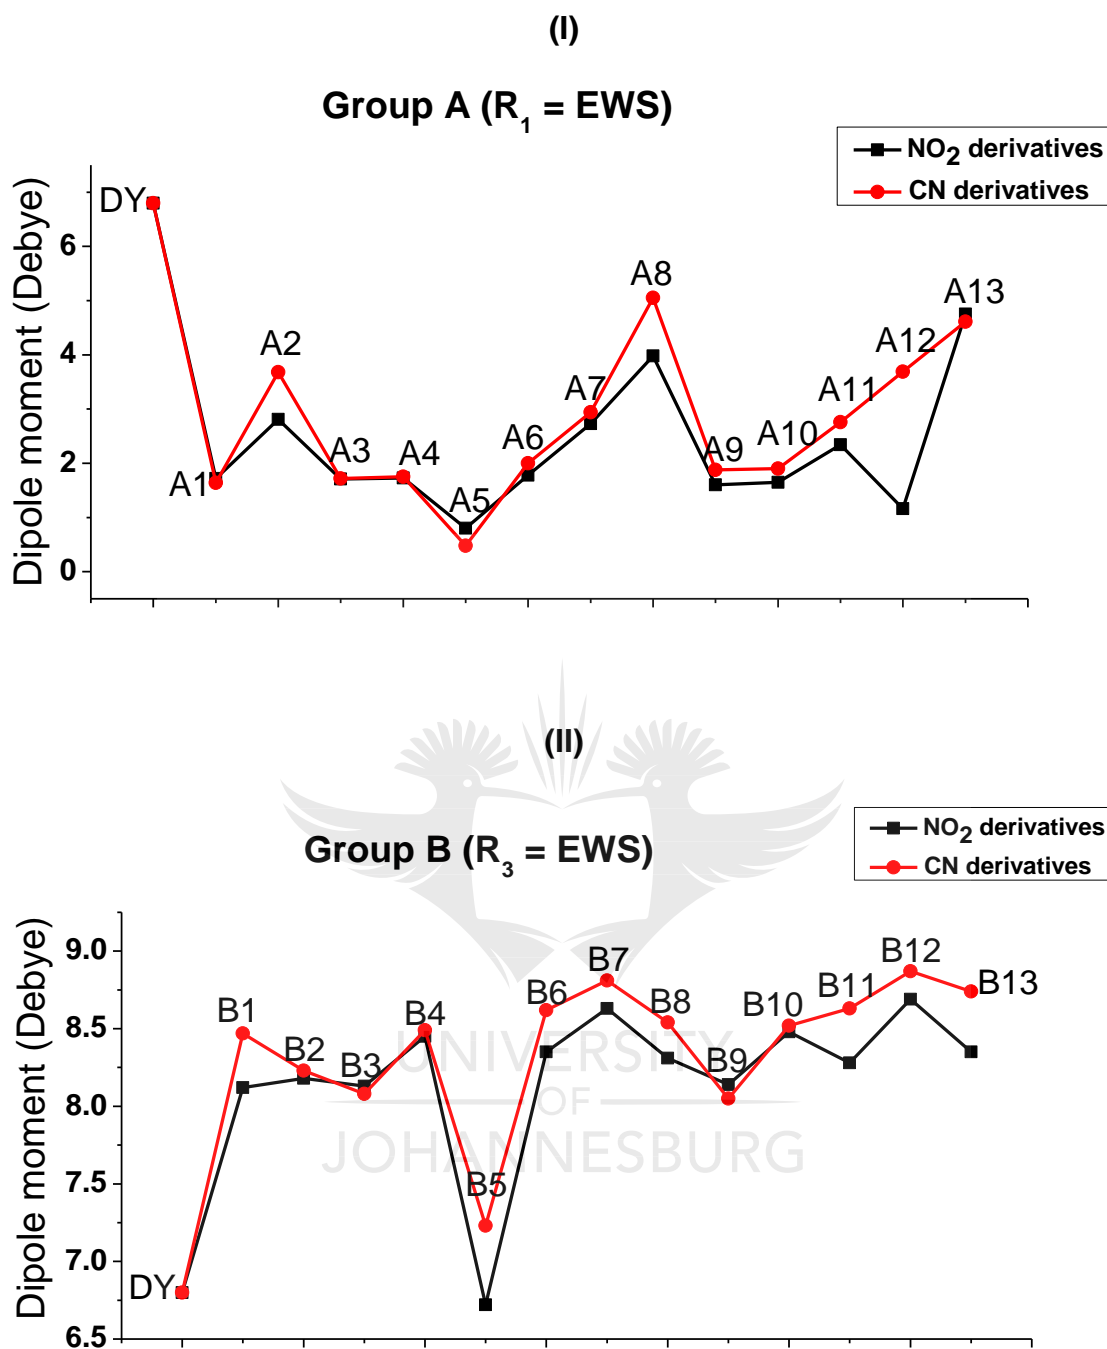 (I)
Group A (R₁ = EWS)
NO₂ derivatives
CN derivatives
Dipole moment (Debye)
6
4
2
0
DY
A1
A2
A3
A4
A5
A6
A7
A8
A9
A10
A11
A12
A13
(II)
Group B (R₃ = EWS)
NO₂ derivatives
CN derivatives
Dipole moment (Debye)
9.0
8.5
8.0
7.5
7.0
6.5
DY
B1
B2
B3
B4
B5
B6
B7
B8
B9
B10
B11
B12
B13
UNIVERSITY
OF
JOHANNESBURG